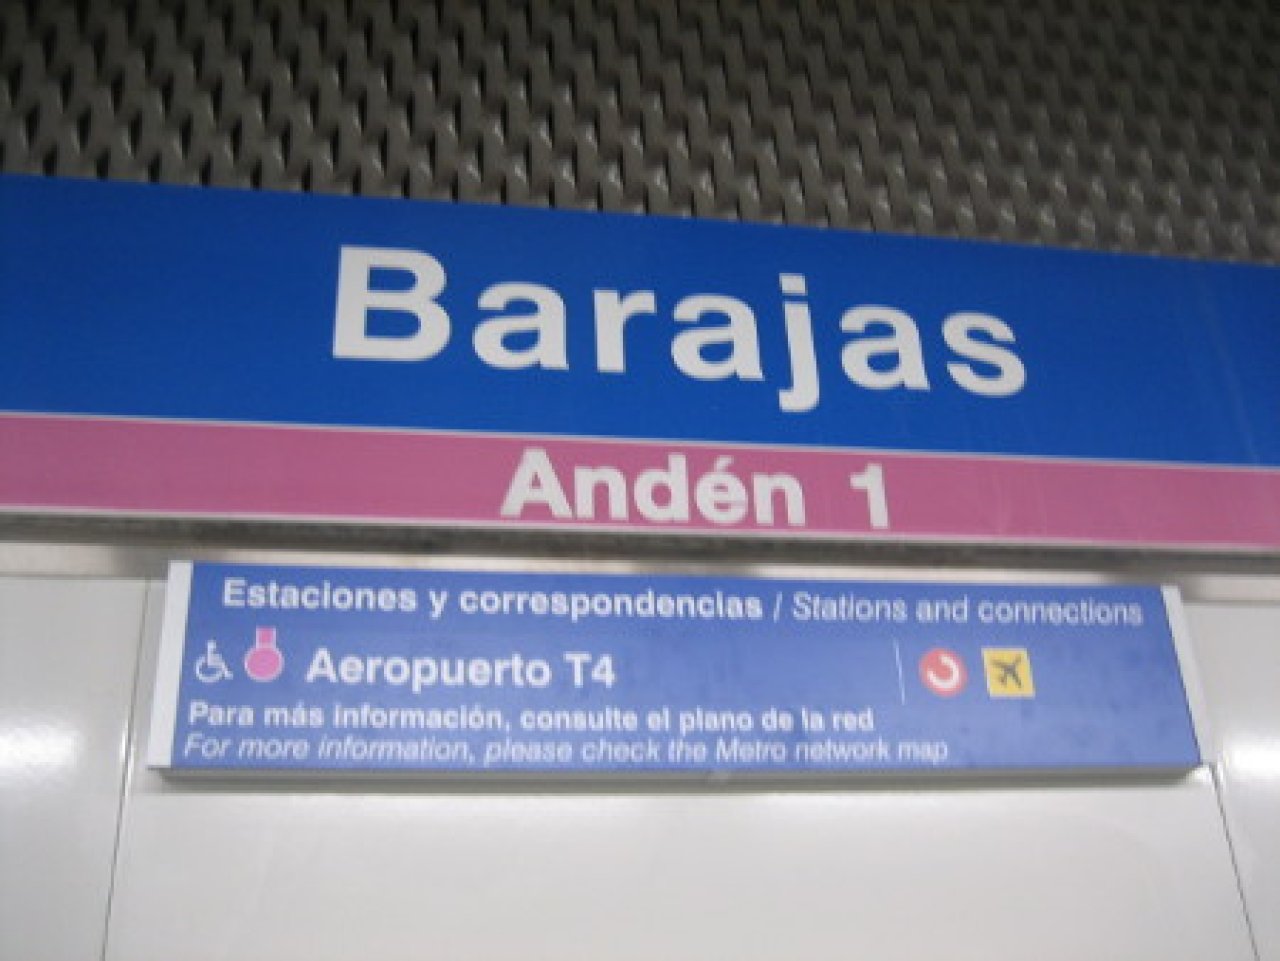 Barajas
Andén 1
Estaciones y correspondencias / Stations and connections
Aeropuerto T4
Para más información, consulte el plano de la red
For more information, please check the Metro network map